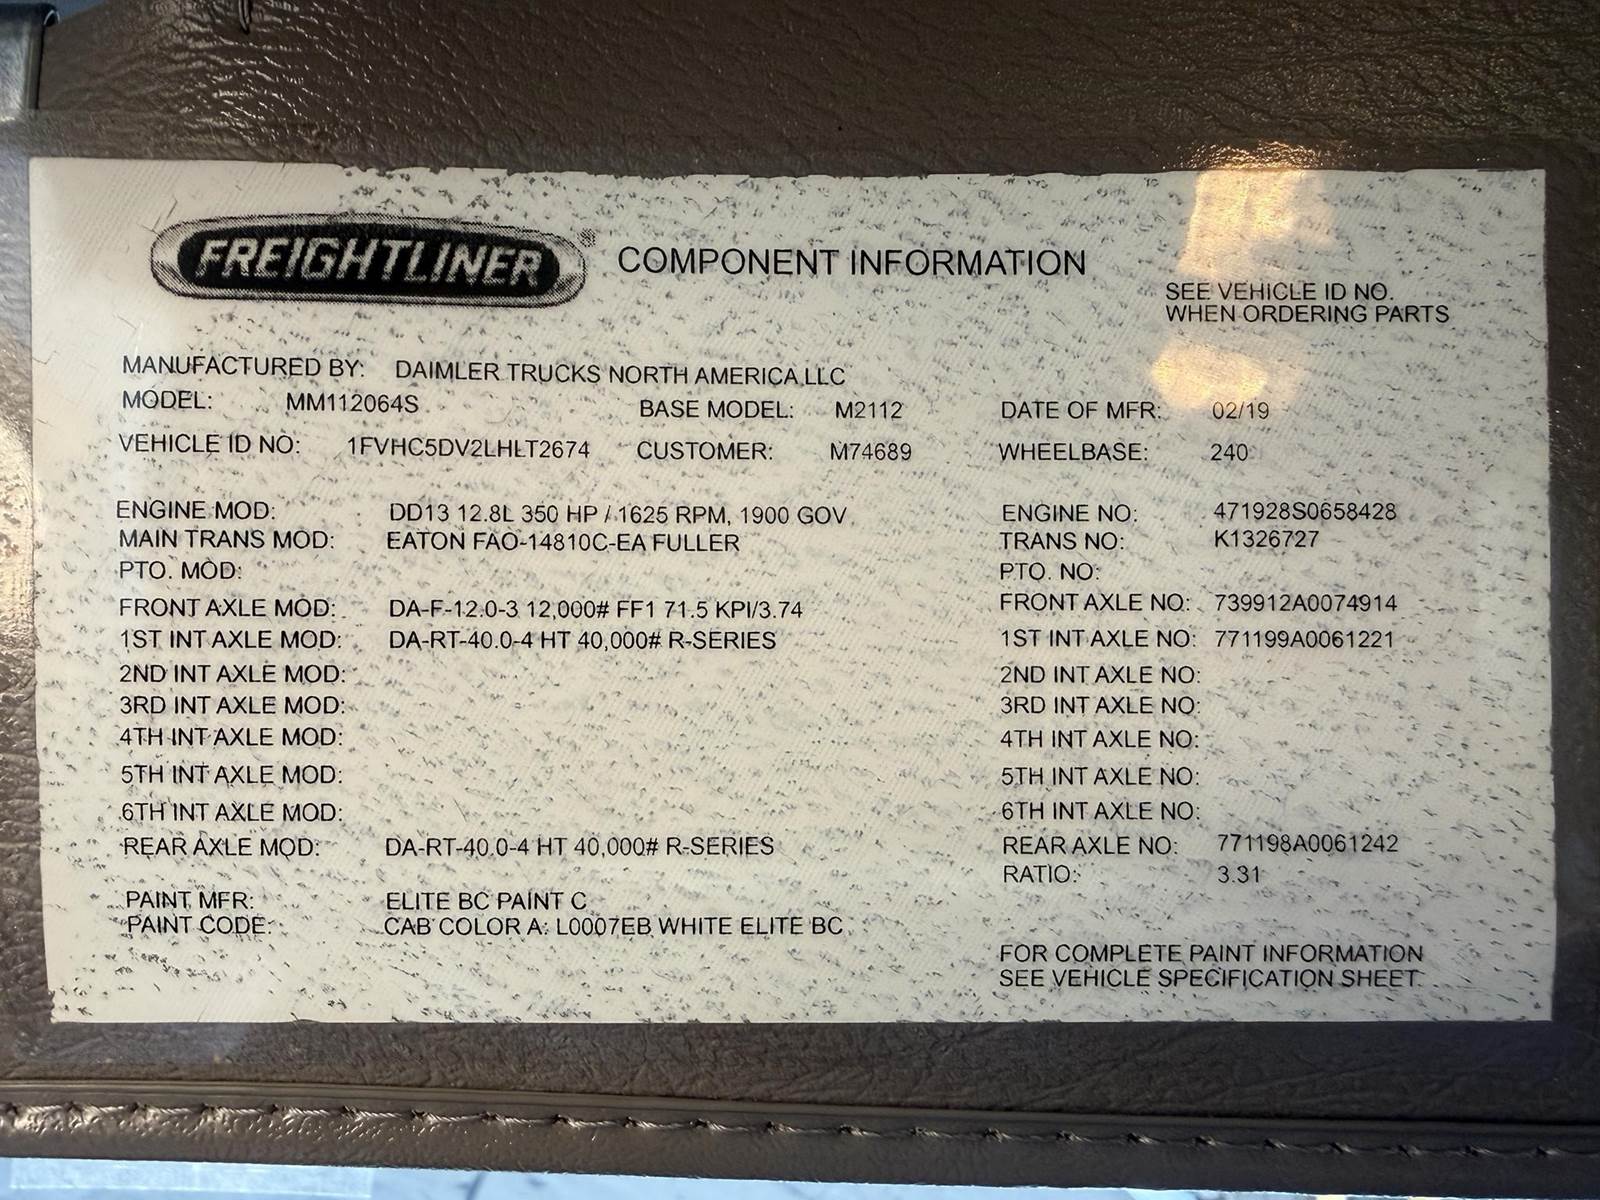 FREIGHTLINER
COMPONENT INFORMATION
SEE VEHICLE ID NO.
WHEN ORDERING PARTS
MANUFACTURED BY: DAIMLER TRUCKS NORTH AMERICA LLC
MODEL: MM112064S BASE MODEL: M2112 DATE OF MFR: 02/19
VEHICLE ID NO: 1FVHC5DV2LHLT2674 CUSTOMER: M74689 WHEELBASE: 240
ENGINE MOD: DD13 12.8L 350 HP / 1625 RPM, 1900 GOV ENGINE NO: 471928S0658428
MAIN TRANS MOD: EATON FAO-14810C-EA FULLER TRANS NO: K1326727
PTO. MOD: PTO. NO:
FRONT AXLE MOD: DA-F-12.0-3 12,000# FF1 71.5 KPI/3.74 FRONT AXLE NO: 739912A0074914
1ST INT AXLE MOD: DA-RT-40.0-4 HT 40,000# R-SERIES 1ST INT AXLE NO: 771199A0061221
2ND INT AXLE MOD: 2ND INT AXLE NO:
3RD INT AXLE MOD: 3RD INT AXLE NO:
4TH INT AXLE MOD: 4TH INT AXLE NO:
5TH INT AXLE MOD: 5TH INT AXLE NO:
6TH INT AXLE MOD: 6TH INT AXLE NO:
REAR AXLE MOD: DA-RT-40.0-4 HT 40,000# R-SERIES REAR AXLE NO: 771198A0061242
RATIO: 3.31
PAINT MFR: ELITE BC PAINT C
PAINT CODE: CAB COLOR A: L0007EB WHITE ELITE BC
FOR COMPLETE PAINT INFORMATION
SEE VEHICLE SPECIFICATION SHEET.